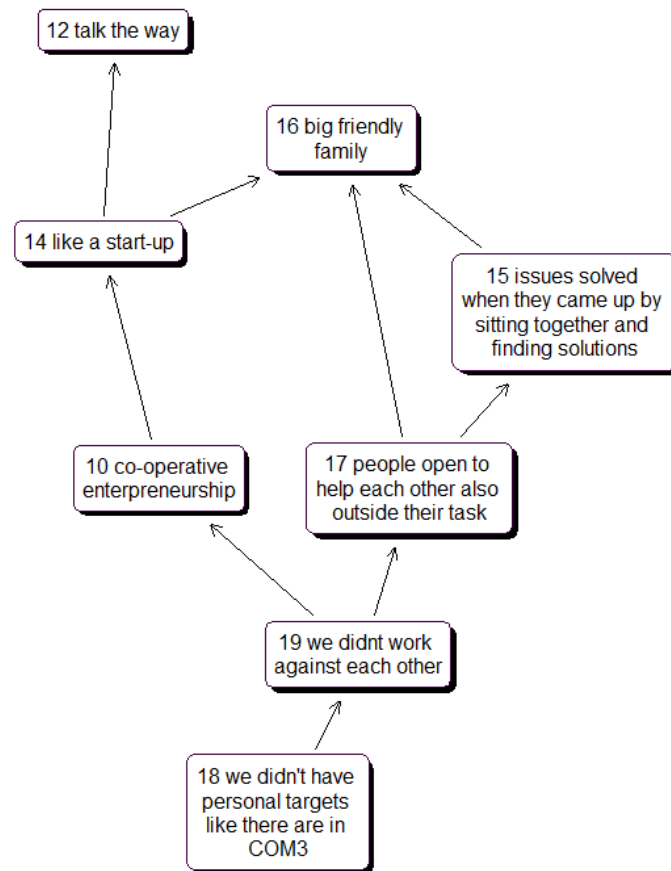 12 talk the way
16 big friendly
family
14 like a start-up
15 issues solved
when they came up by
sitting together and
finding solutions
10 co-operative
enterpreneurship
17 people open to
help each other also
outside their task
19 we didnt work
against each other
18 we didn't have
personal targets
like there are in
COM3